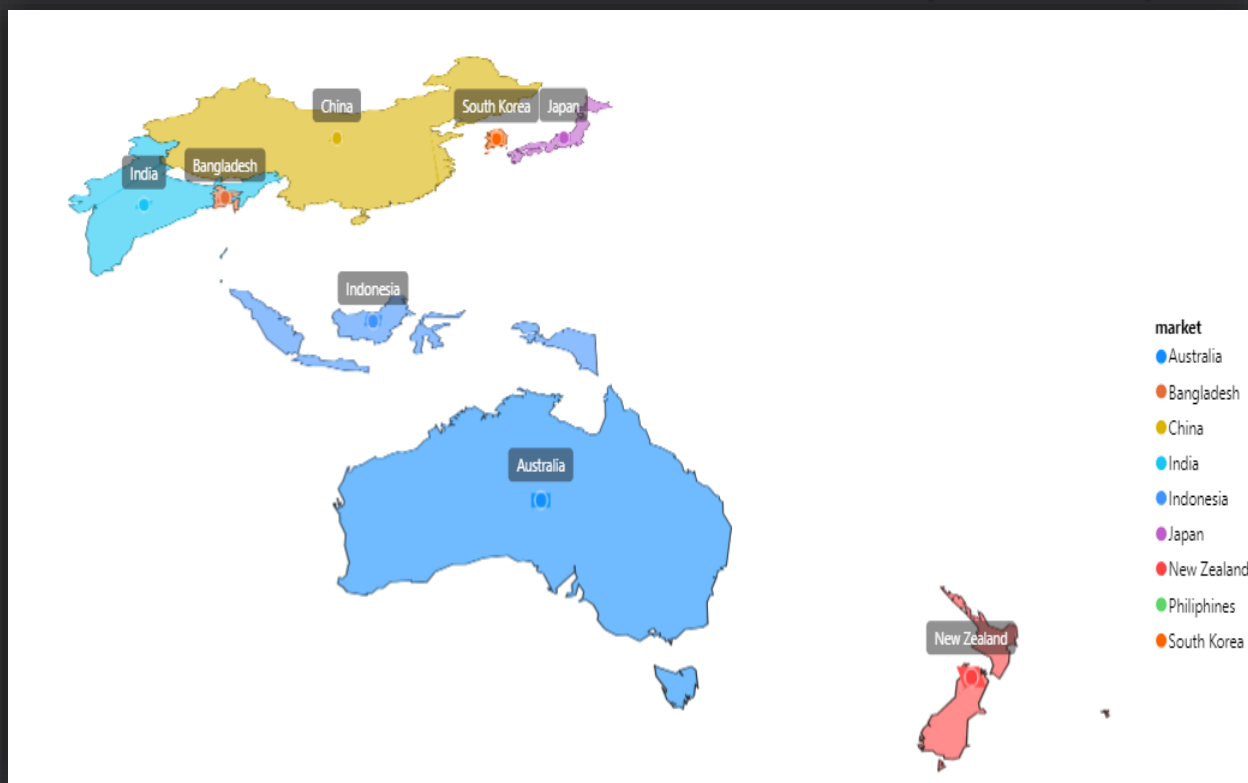 China
South Korea
Japan
India
Bangladesh
Indonesia
Australia
New Zealand
market
Australia
Bangladesh
China
India
Indonesia
Japan
New Zealand
Philiphines
South Korea